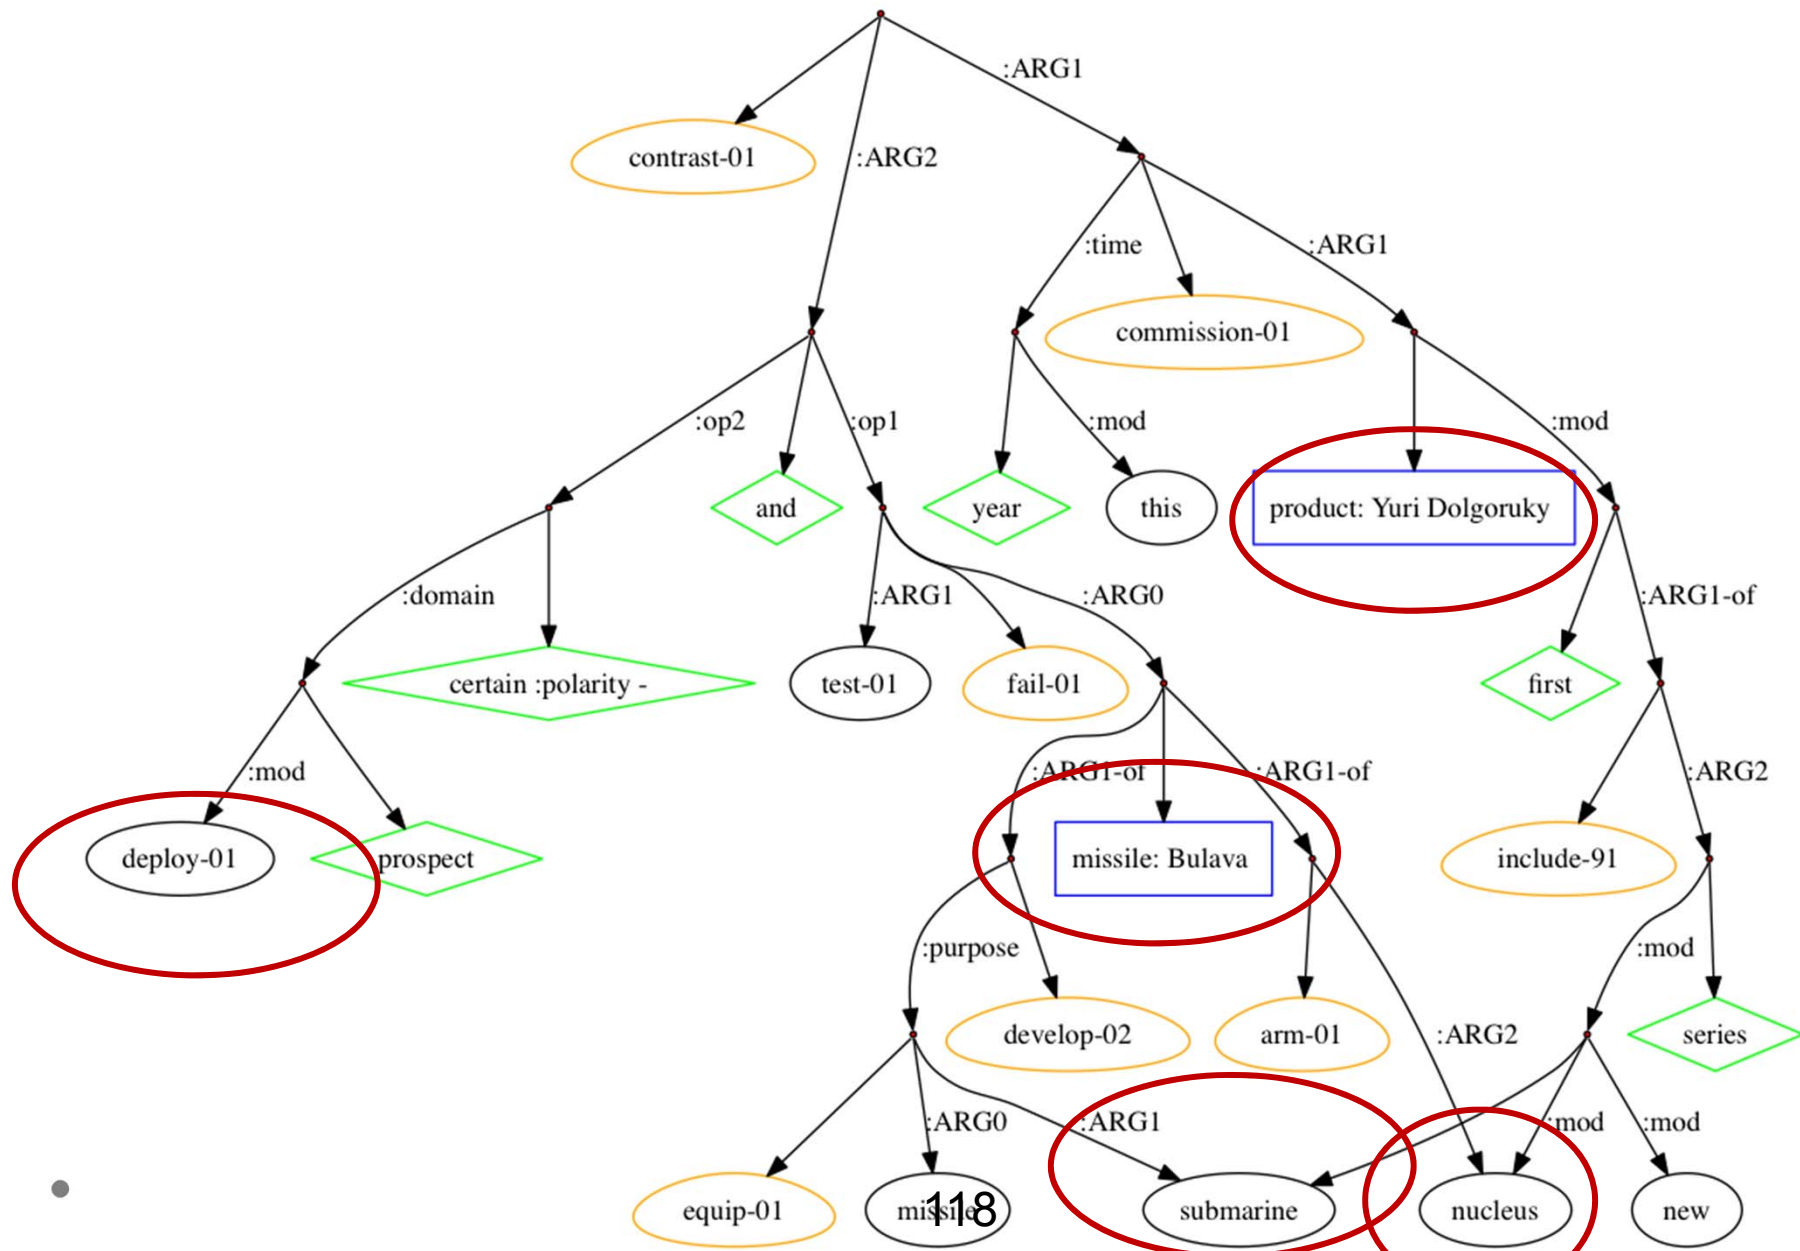 :ARG1
contrast-01
:ARG2
:time
:ARG1
commission-01
:op2
:op1
:mod
:mod
and
year
this
product: Yuri Dolgoruky
:domain
:ARG1
:ARG0
:ARG1-of
certain :polarity -
test-01
fail-01
first
:mod
:ARG1-of
:ARG1-of
:ARG2
deploy-01
prospect
missile: Bulava
include-91
:purpose
:mod
develop-02
arm-01
:ARG2
series
:ARG0
:ARG1
:mod
:mod
equip-01
missile
118
submarine
nucleus
new